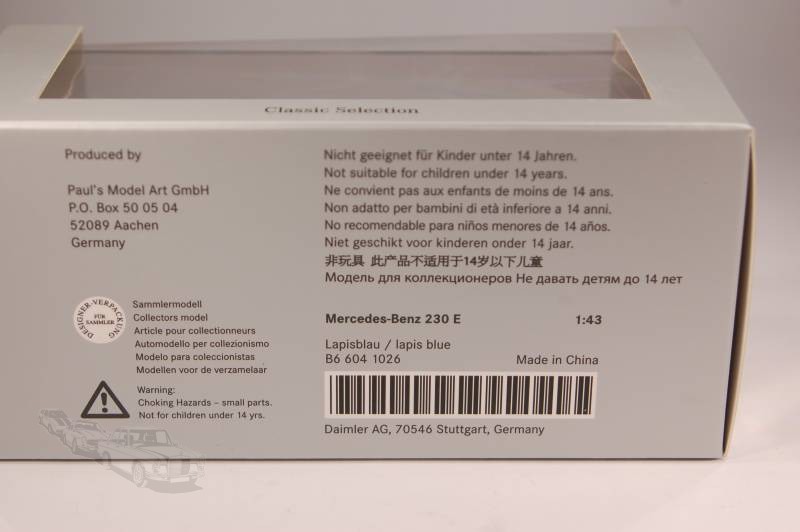 Classic Selection
Produced by
Paul's Model Art GmbH
P.O. Box 50 05 04
52089 Aachen
Germany
Nicht geeignet für Kinder unter 14 Jahren.
Not suitable for children under 14 years.
Ne convient pas aux enfants de moins de 14 ans.
Non adatto per bambini di età inferiore a 14 anni.
No recomendable para niños menores de 14 años.
Niet geschikt voor kinderen onder 14 jaar.
非玩具 此产品不适用于14岁以下儿童
Модель для коллекционеров Не давать детям до 14 лет
DESIGNER-VERPACKUNG
FÜR
SAMMLER
Sammlermodell
Collectors model
Article pour collectionneurs
Automodello per collezionismo
Modelo para coleccionistas
Modellen voor de verzamelaar
Warning:
Choking Hazards – small parts.
Not for children under 14 yrs.
Mercedes-Benz 230 E 1:43
Lapisblau / lapis blue
B6 604 1026 Made in China
Daimler AG, 70546 Stuttgart, Germany